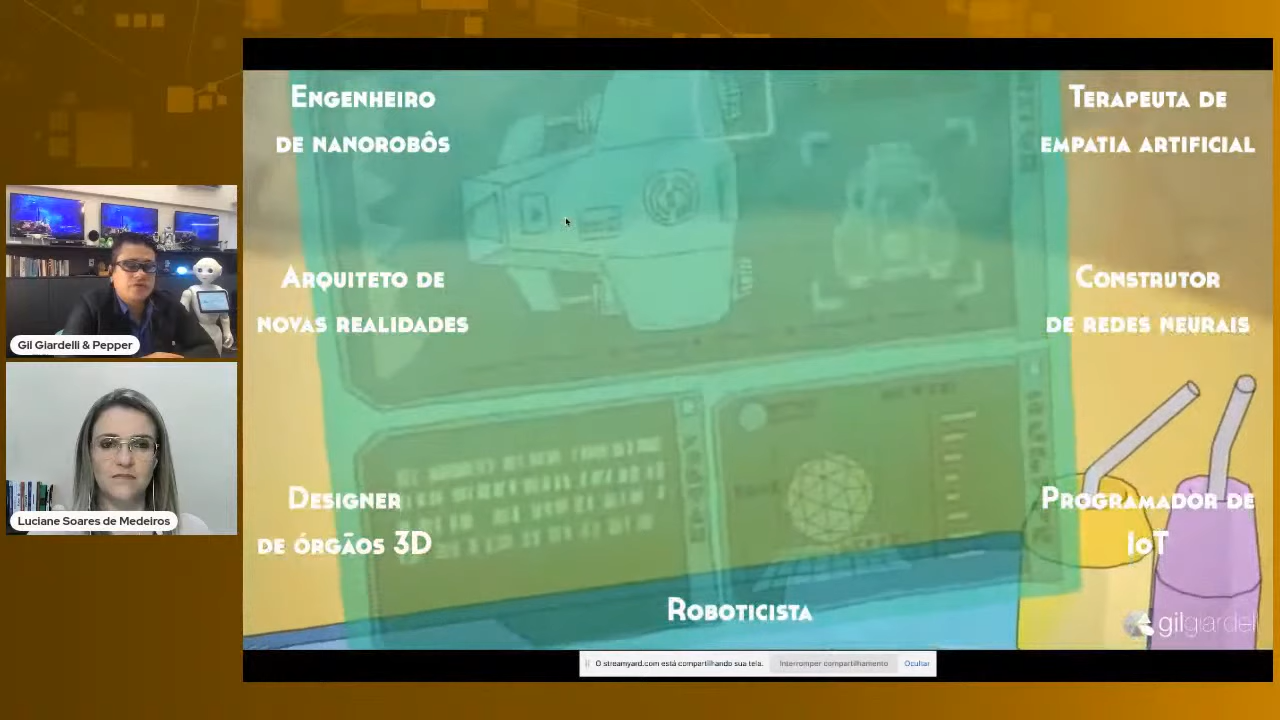 Engenheiro
de nanorobôs
Terapeuta de
empatia artificial
Arquiteto de
novas realidades
Construtor
de redes neurais
Designer
de órgãos 3D
Programador de
IoT
Roboticista
gilgiardel
Gil Giardelli & Pepper
Luciane Soares de Medeiros
O streamyard.com está compartilhando sua tela.
Interromper compartilhamento
Ocultar